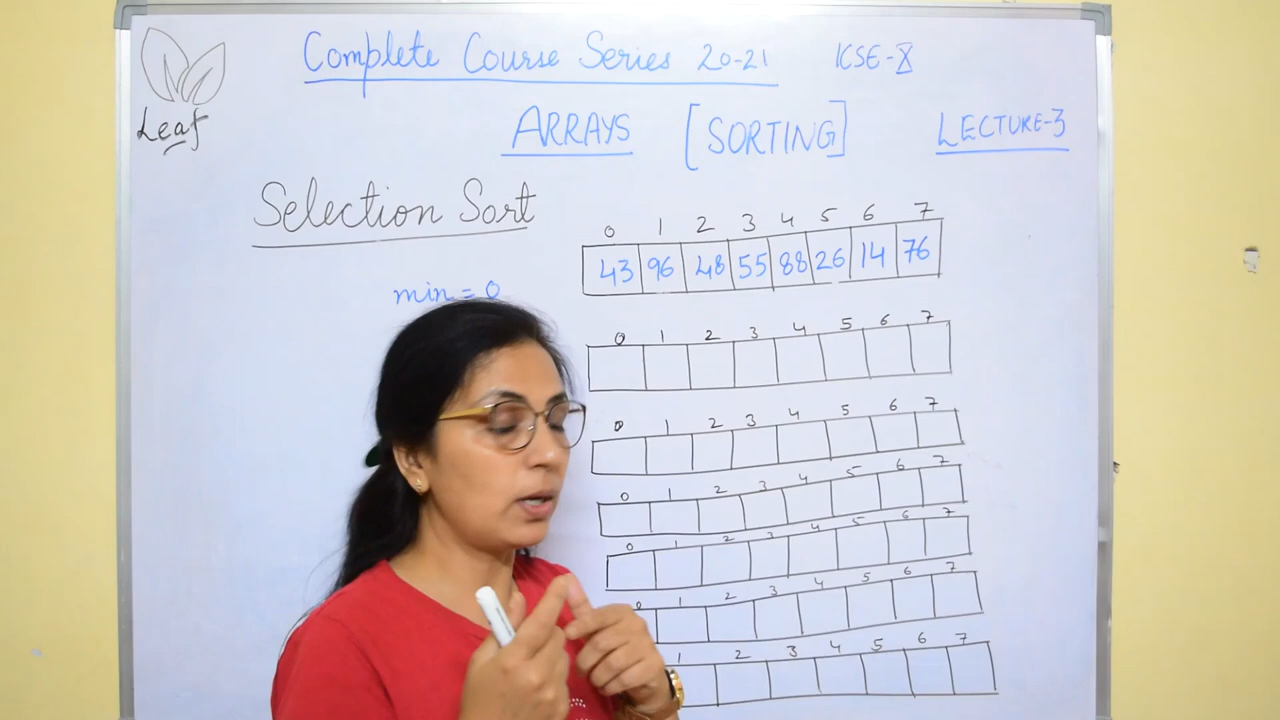 Complete Course Series 20-21 ICSE-X
Leaf
ARRAYS [SORTING] LECTURE-3
Selection Sort
0 1 2 3 4 5 6 7
43 96 48 55 88 26 14 76
min = 0
0 1 2 3 4 5 6 7
0 1 2 3 4 5 6 7
0 1 2 3 4 5 6 7
0 1 2 3 4 5 6 7
0 1 2 3 4 5 6 7
1 2 3 4 5 6 7